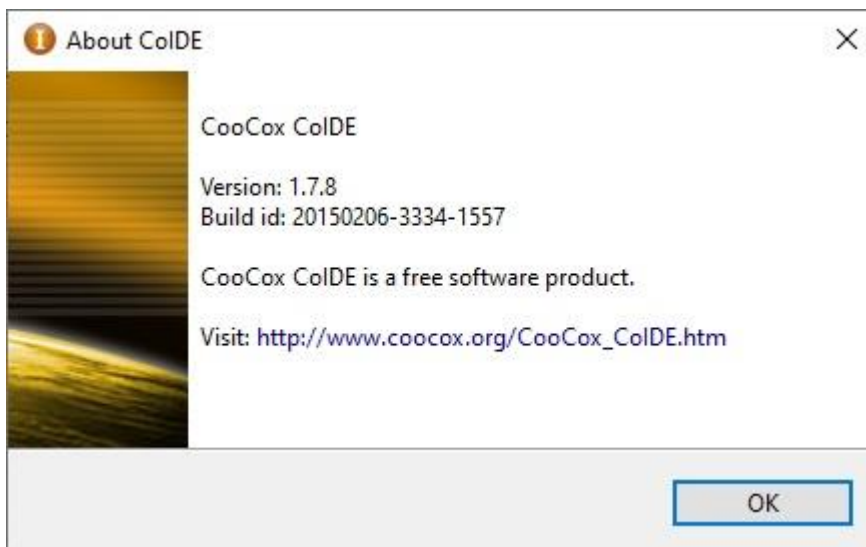 About CoIDE
CooCox CoIDE
Version: 1.7.8
Build id: 20150206-3334-1557
CooCox CoIDE is a free software product.
Visit: http://www.coocox.org/CooCox_CoIDE.htm
OK